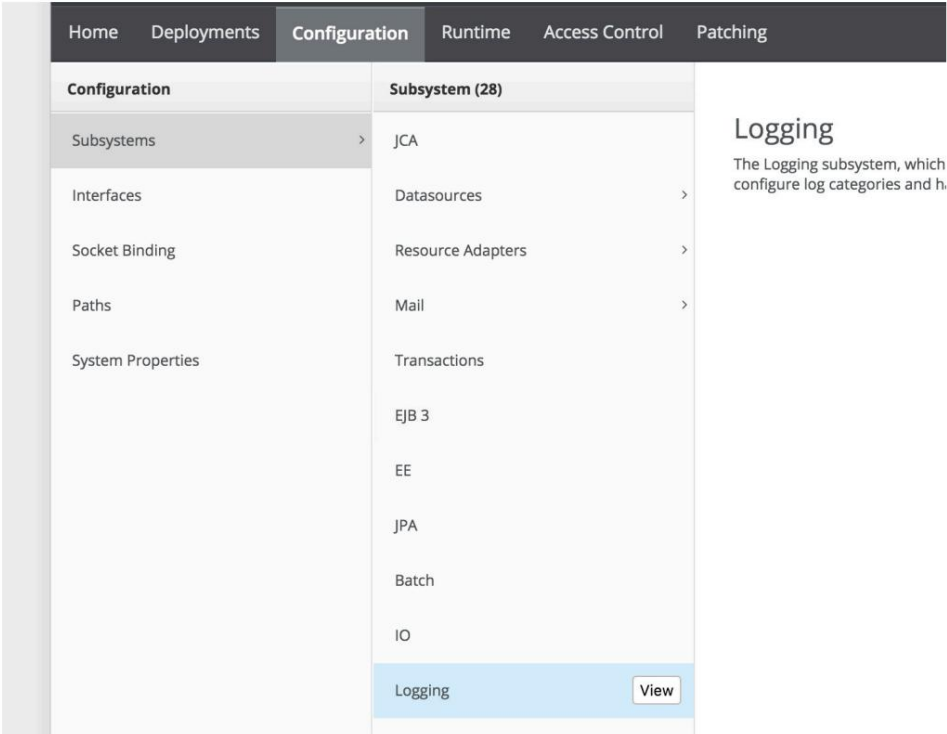 Home Deployments Configuration Runtime Access Control Patching
Configuration
Subsystems
Interfaces
Socket Binding
Paths
System Properties
Subsystem (28)
JCA
Datasources
Resource Adapters
Mail
Transactions
EJB 3
EE
JPA
Batch
IO
Logging View
Logging
The Logging subsystem, which
configure log categories and